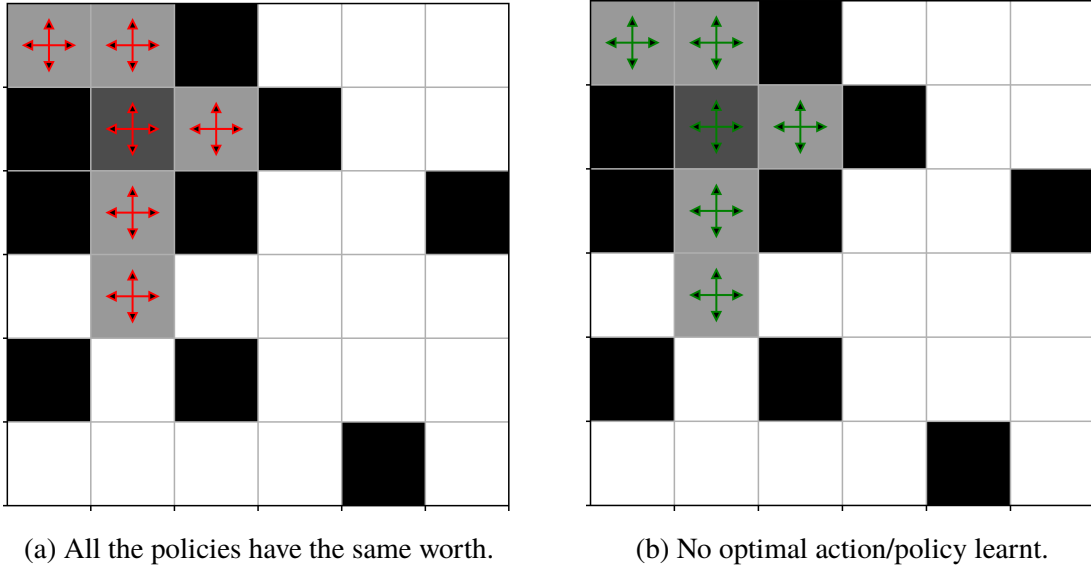 (a) All the policies have the same worth.
(b) No optimal action/policy learnt.